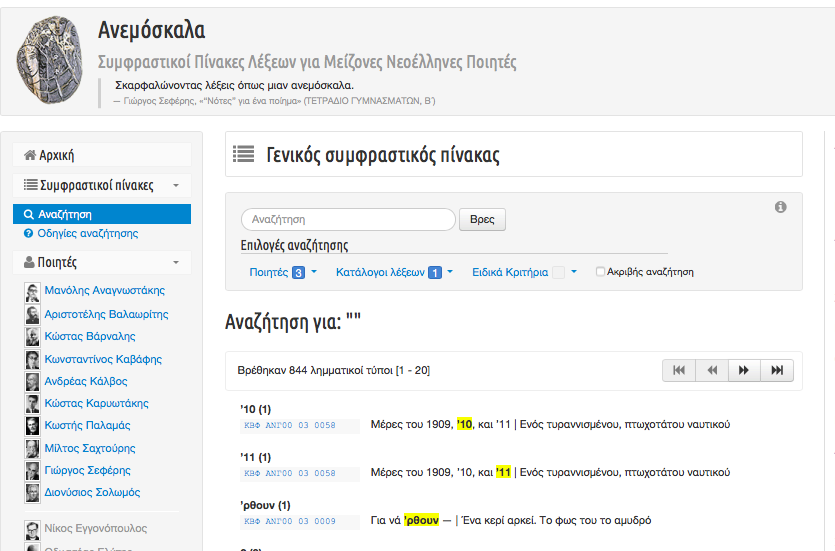 Ανεμόσκαλα
Συμφραστικοί Πίνακες Λέξεων για Μείζονες Νεοέλληνες Ποιητές
Σκαρφαλώνοντας λέξεις όπως μιαν ανεμόσκαλα.
— Γιώργος Σεφέρης, «“Νότες” για ένα ποίημα» (ΤΕΤΡΑΔΙΟ ΓΥΜΝΑΣΜΑΤΩΝ, Β΄)
Αρχική
Συμφραστικοί πίνακες
Αναζήτηση
Οδηγίες αναζήτησης
Ποιητές
Μανόλης Αναγνωστάκης
Αριστοτέλης Βαλαωρίτης
Κώστας Βάρναλης
Κωνσταντίνος Καβάφης
Ανδρέας Κάλβος
Κώστας Καρυωτάκης
Κωστής Παλαμάς
Μίλτος Σαχτούρης
Γιώργος Σεφέρης
Διονύσιος Σολωμός
Νίκος Εγγονόπουλος
Γενικός συμφραστικός πίνακας
Αναζήτηση Βρες
Επιλογές αναζήτησης
Ποιητές 3 Κατάλογοι λέξεων 1 Ειδικά Κριτήρια Ακριβής αναζήτηση
Αναζήτηση για: ""
Βρέθηκαν 844 λημματικοί τύποι [1 - 20]
'10 (1)
ΚΒΦ ΑΝΓ00 03 0058 Μέρες του 1909, '10, και '11 | Ενός τυραννισμένου, πτωχοτάτου ναυτικού
'11 (1)
ΚΒΦ ΑΝΓ00 03 0058 Μέρες του 1909, '10, και '11 | Ενός τυραννισμένου, πτωχοτάτου ναυτικού
'ρθουν (1)
ΚΒΦ ΑΝΓ00 03 0009 Για νά 'ρθουν — | Ένα κερί αρκεί. Το φως του το αμυδρό